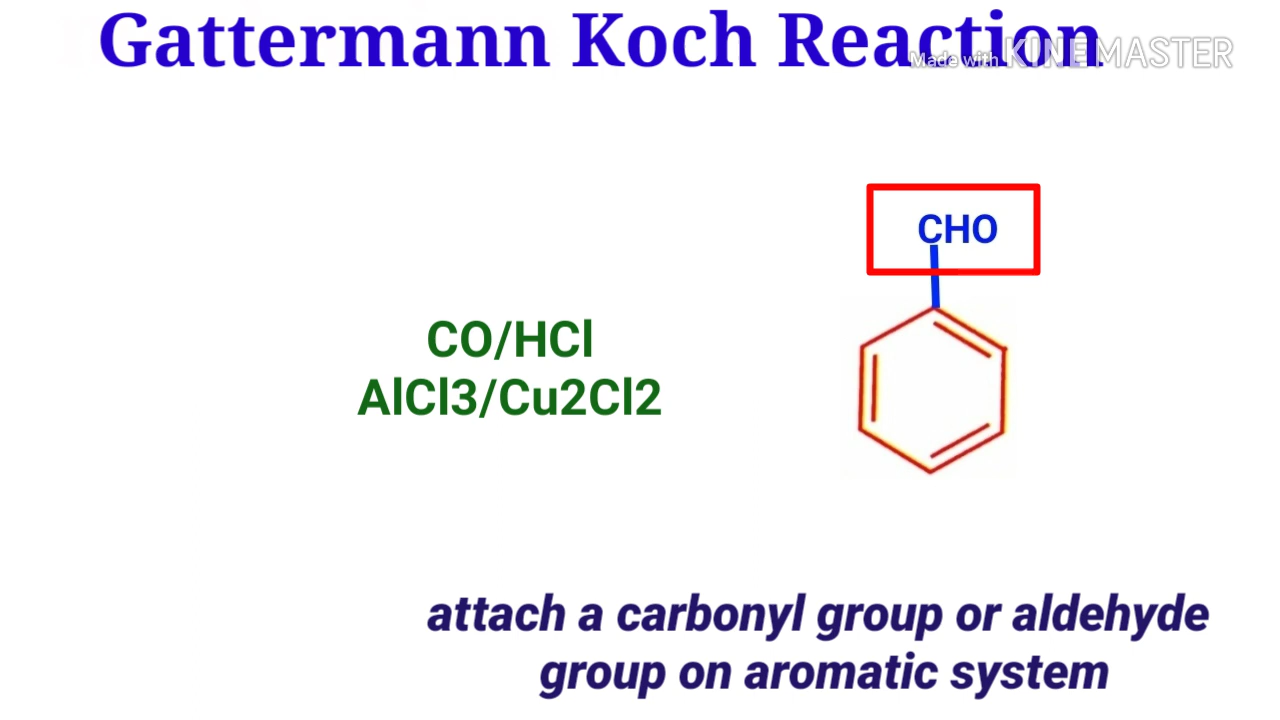 Gattermann Koch Reaction
Made with KINEMASTER
CHO
CO/HCl
AlCl3/Cu2Cl2
attach a carbonyl group or aldehyde
group on aromatic system